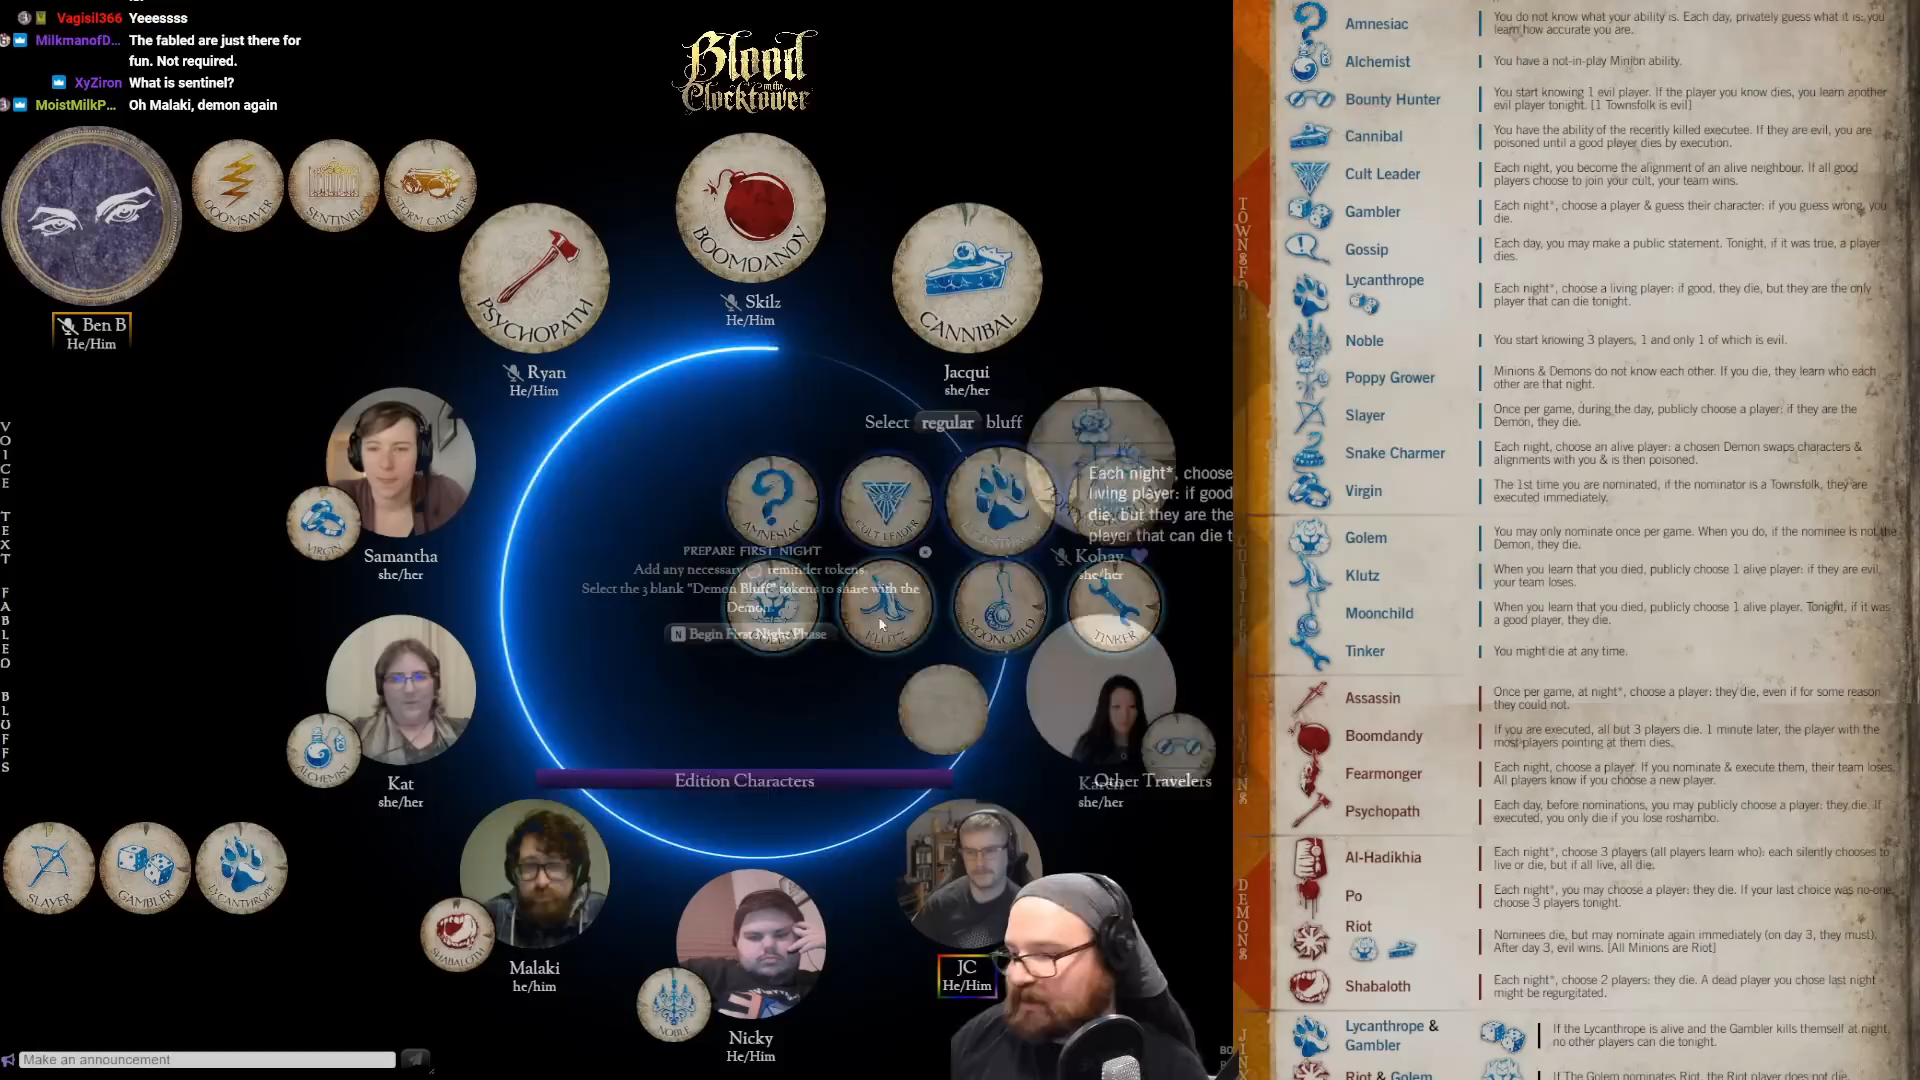 Vagisil366 Yeeessss
MilkmanofD... The fabled are just there for
fun. Not required.
XyZiron What is sentinel?
MoistMilkP... Oh Malaki, demon again
Blood
on the
Clocktower
DOOMSAYER
SENTINEL
STORM CATCHER
Ben B
He/Him
PSYCHOPATH
Ryan
He/Him
BOOMDANDY
Skilz
He/Him
CANNIBAL
Jacqui
she/her
Select regular bluff
AMNESIAC
CULT LEADER
Each night*, choose
living player: if good
die, but they are the
player that can die t
PREPARE FIRST NIGHT
Add any necessary reminder tokens.
Select the 3 blank "Demon Bluff" tokens to share with the
Demon
N Begin First Night Phase
KLUTZ
MOONCHILD
TINKER
she/her
VIRGIN
Samantha
she/her
ALCHEMIST
Kat
she/her
Edition Characters
Other Travelers
she/her
VOICE
TEXT
FABLED
BLUFFS
SLAYER
GAMBLER
LYCANTHROPE
SHABALOTH
Malaki
he/him
NOBLE
Nicky
He/Him
JC
He/Him
Make an announcement
TOWNSFOLK
Amnesiac
You do not know what your ability is. Each day, privately guess what it is: you
learn how accurate you are.
Alchemist
You have a not-in-play Minion ability.
Bounty Hunter
You start knowing 1 evil player. If the player you know dies, you learn another
evil player tonight. [1 Townsfolk is evil]
Cannibal
You have the ability of the recently killed executee. If they are evil, you are
poisoned until a good player dies by execution.
Cult Leader
Each night, you become the alignment of an alive neighbour. If all good
players choose to join your cult, your team wins.
Gambler
Each night*, choose a player & guess their character: if you guess wrong, you
die.
Gossip
Each day, you may make a public statement. Tonight, if it was true, a player
dies.
Lycanthrope
Each night*, choose a living player: if good, they die, but they are the only
player that can die tonight.
Noble
You start knowing 3 players, 1 and only 1 of which is evil.
Poppy Grower
Minions & Demons do not know each other. If you die, they learn who each
other are that night.
Slayer
Once per game, during the day, publicly choose a player: if they are the
Demon, they die.
Snake Charmer
Each night, choose an alive player: a chosen Demon swaps characters &
alignments with you & is then poisoned.
Virgin
The 1st time you are nominated, if the nominator is a Townsfolk, they are
executed immediately.
Golem
You may only nominate once per game. When you do, if the nominee is not the
Demon, they die.
Klutz
When you learn that you died, publicly choose 1 alive player: if they are evil,
your team loses.
Moonchild
When you learn that you died, publicly choose 1 alive player. Tonight, if it was
a good player, they die.
Tinker
You might die at any time.
MINIONS
Assassin
Once per game, at night*, choose a player: they die, even if for some reason
they could not.
Boomdandy
If you are executed, all but 3 players die. 1 minute later, the player with the
most players pointing at them dies.
Fearmonger
Each night, choose a player. If you nominate & execute them, their team loses.
All players know if you choose a new player.
Psychopath
Each day, before nominations, you may publicly choose a player: they die. If
executed, you only die if you lose roshambo.
DEMONS
Al-Hadikhia
Each night*, choose 3 players (all players learn who): each silently chooses to
live or die, but if all live, all die.
Po
Each night*, you may choose a player: they die. If your last choice was no-one,
choose 3 players tonight.
Riot
Nominees die, but may nominate again immediately (on day 3, they must).
After day 3, evil wins. [All Minions are Riot]
Shabaloth
Each night*, choose 2 players: they die. A dead player you chose last night
might be regurgitated.
Lycanthrope &
Gambler
If the Lycanthrope is alive and the Gambler kills themself at night,
no other players can die tonight.
Riot & Golem
If The Golem nominates Riot, the Riot player does not die.